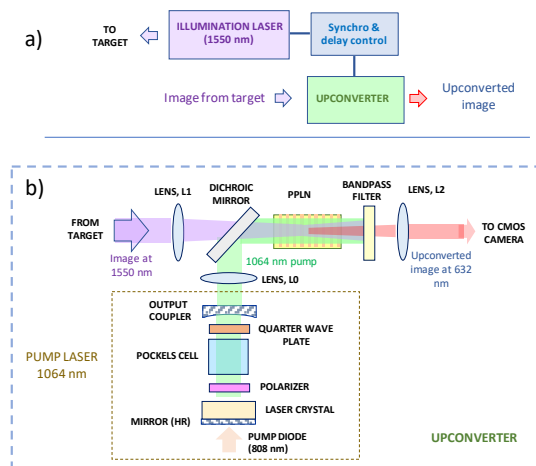 a)
TO
TARGET
ILLUMINATION LASER
(1550 nm)
Synchro &
delay control
Image from target
UPCONVERTER
Upconverted
image
b)
LENS, L1
DICHROIC
MIRROR
PPLN
BANDPASS
FILTER
LENS, L2
FROM
TARGET
TO CMOS
CAMERA
Image at
1550 nm
1064 nm pump
Upconverted
image at 632
nm
LENS, L0
OUTPUT
COUPLER
QUARTER WAVE
PLATE
POCKELS CELL
PUMP LASER
1064 nm
POLARIZER
LASER CRYSTAL
MIRROR (HR)
PUMP DIODE
(808 nm)
UPCONVERTER